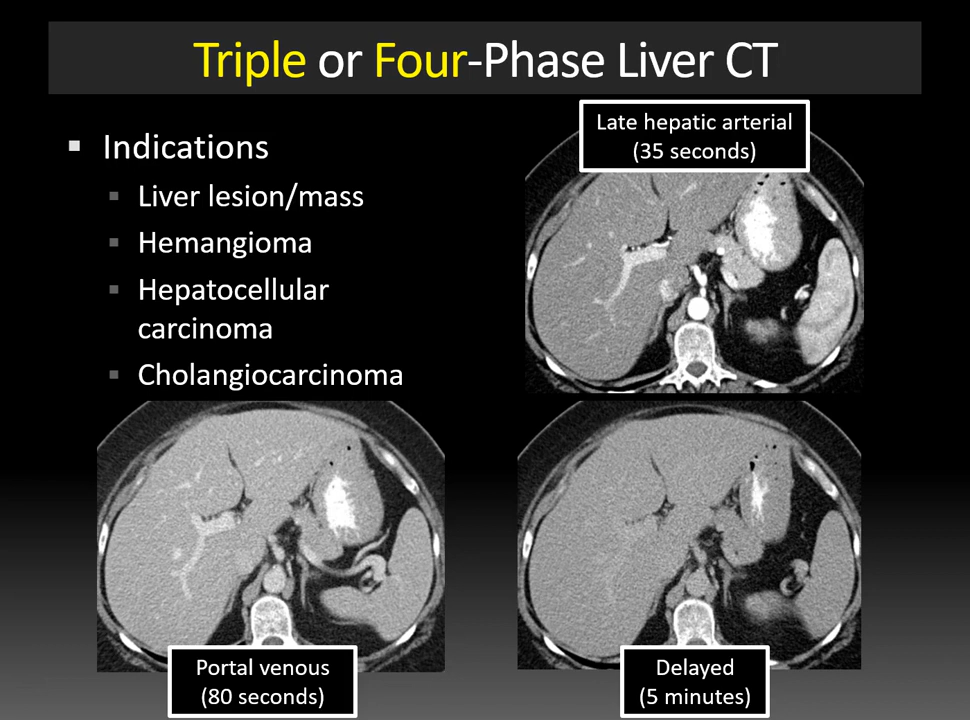 Triple or Four-Phase Liver CT
Indications
Liver lesion/mass
Hemangioma
Hepatocellular
carcinoma
Cholangiocarcinoma
Late hepatic arterial
(35 seconds)
Portal venous
(80 seconds)
Delayed
(5 minutes)